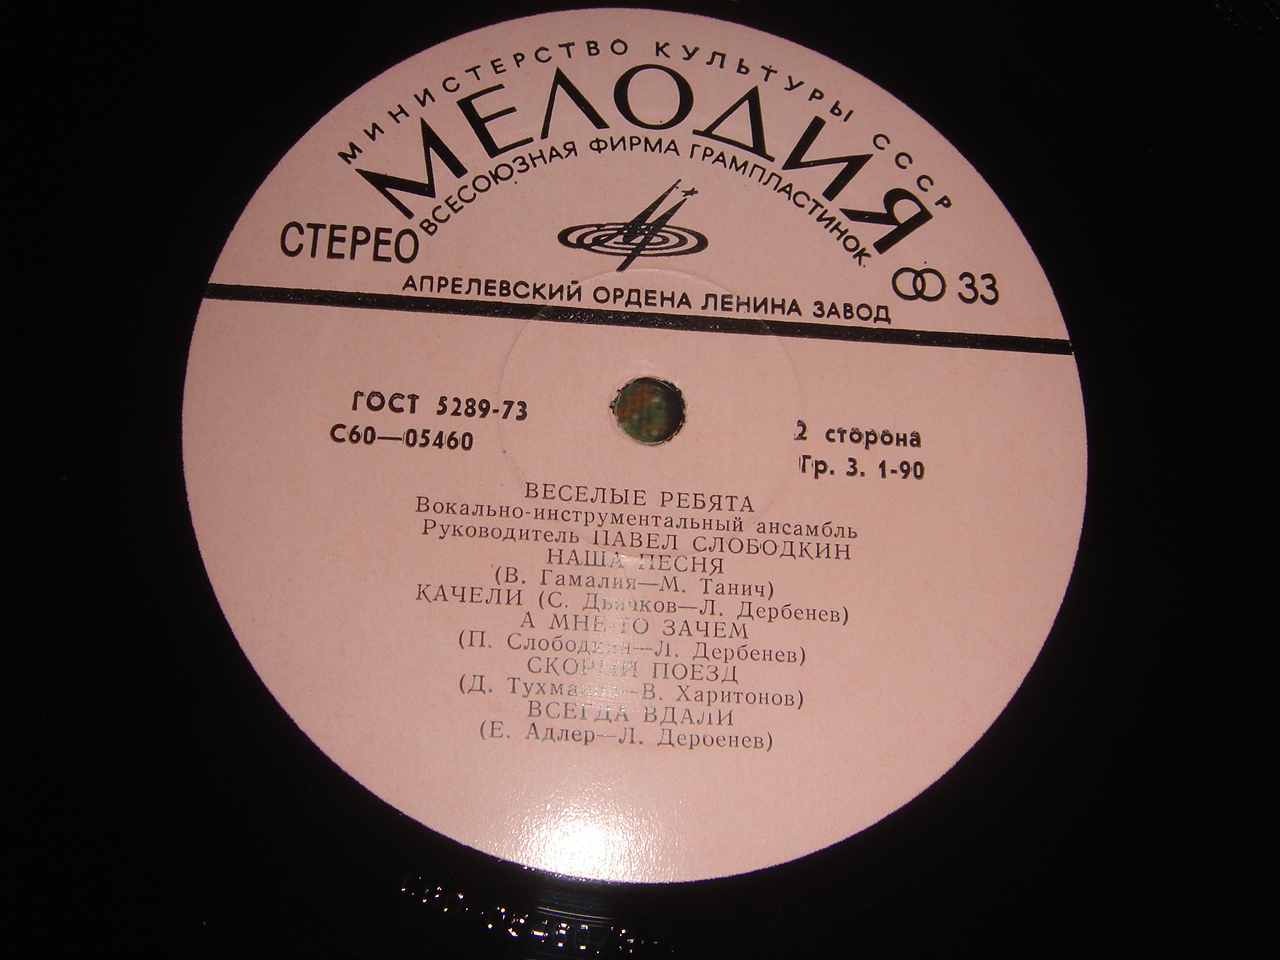 МИНИСТЕРСТВО КУЛЬТУРЫ СССР
МЕЛОДИЯ
ВСЕСОЮЗНАЯ ФИРМА ГРАМПЛАСТИНОК
СТЕРЕО
33
АПРЕЛЕВСКИЙ ОРДЕНА ЛЕНИНА ЗАВОД
ГОСТ 5289-73
С60—05460
2 сторона
Гр. 3. 1-90
ВЕСЕЛЫЕ РЕБЯТА
Вокально-инструментальный ансамбль
Руководитель ПАВЕЛ СЛОБОДКИН
НАША ПЕСНЯ
(В. Гамалия—М. Танич)
КАЧЕЛИ (С. Дьячков—Л. Дербенев)
А МНЕ-ТО ЗАЧЕМ
(П. Слободкин—Л. Дербенев)
СКОРЫЙ ПОЕЗД
(Д. Тухманов—В. Харитонов)
ВСЕГДА ВДАЛИ
(Е. Адлер—Л. Дербенев)